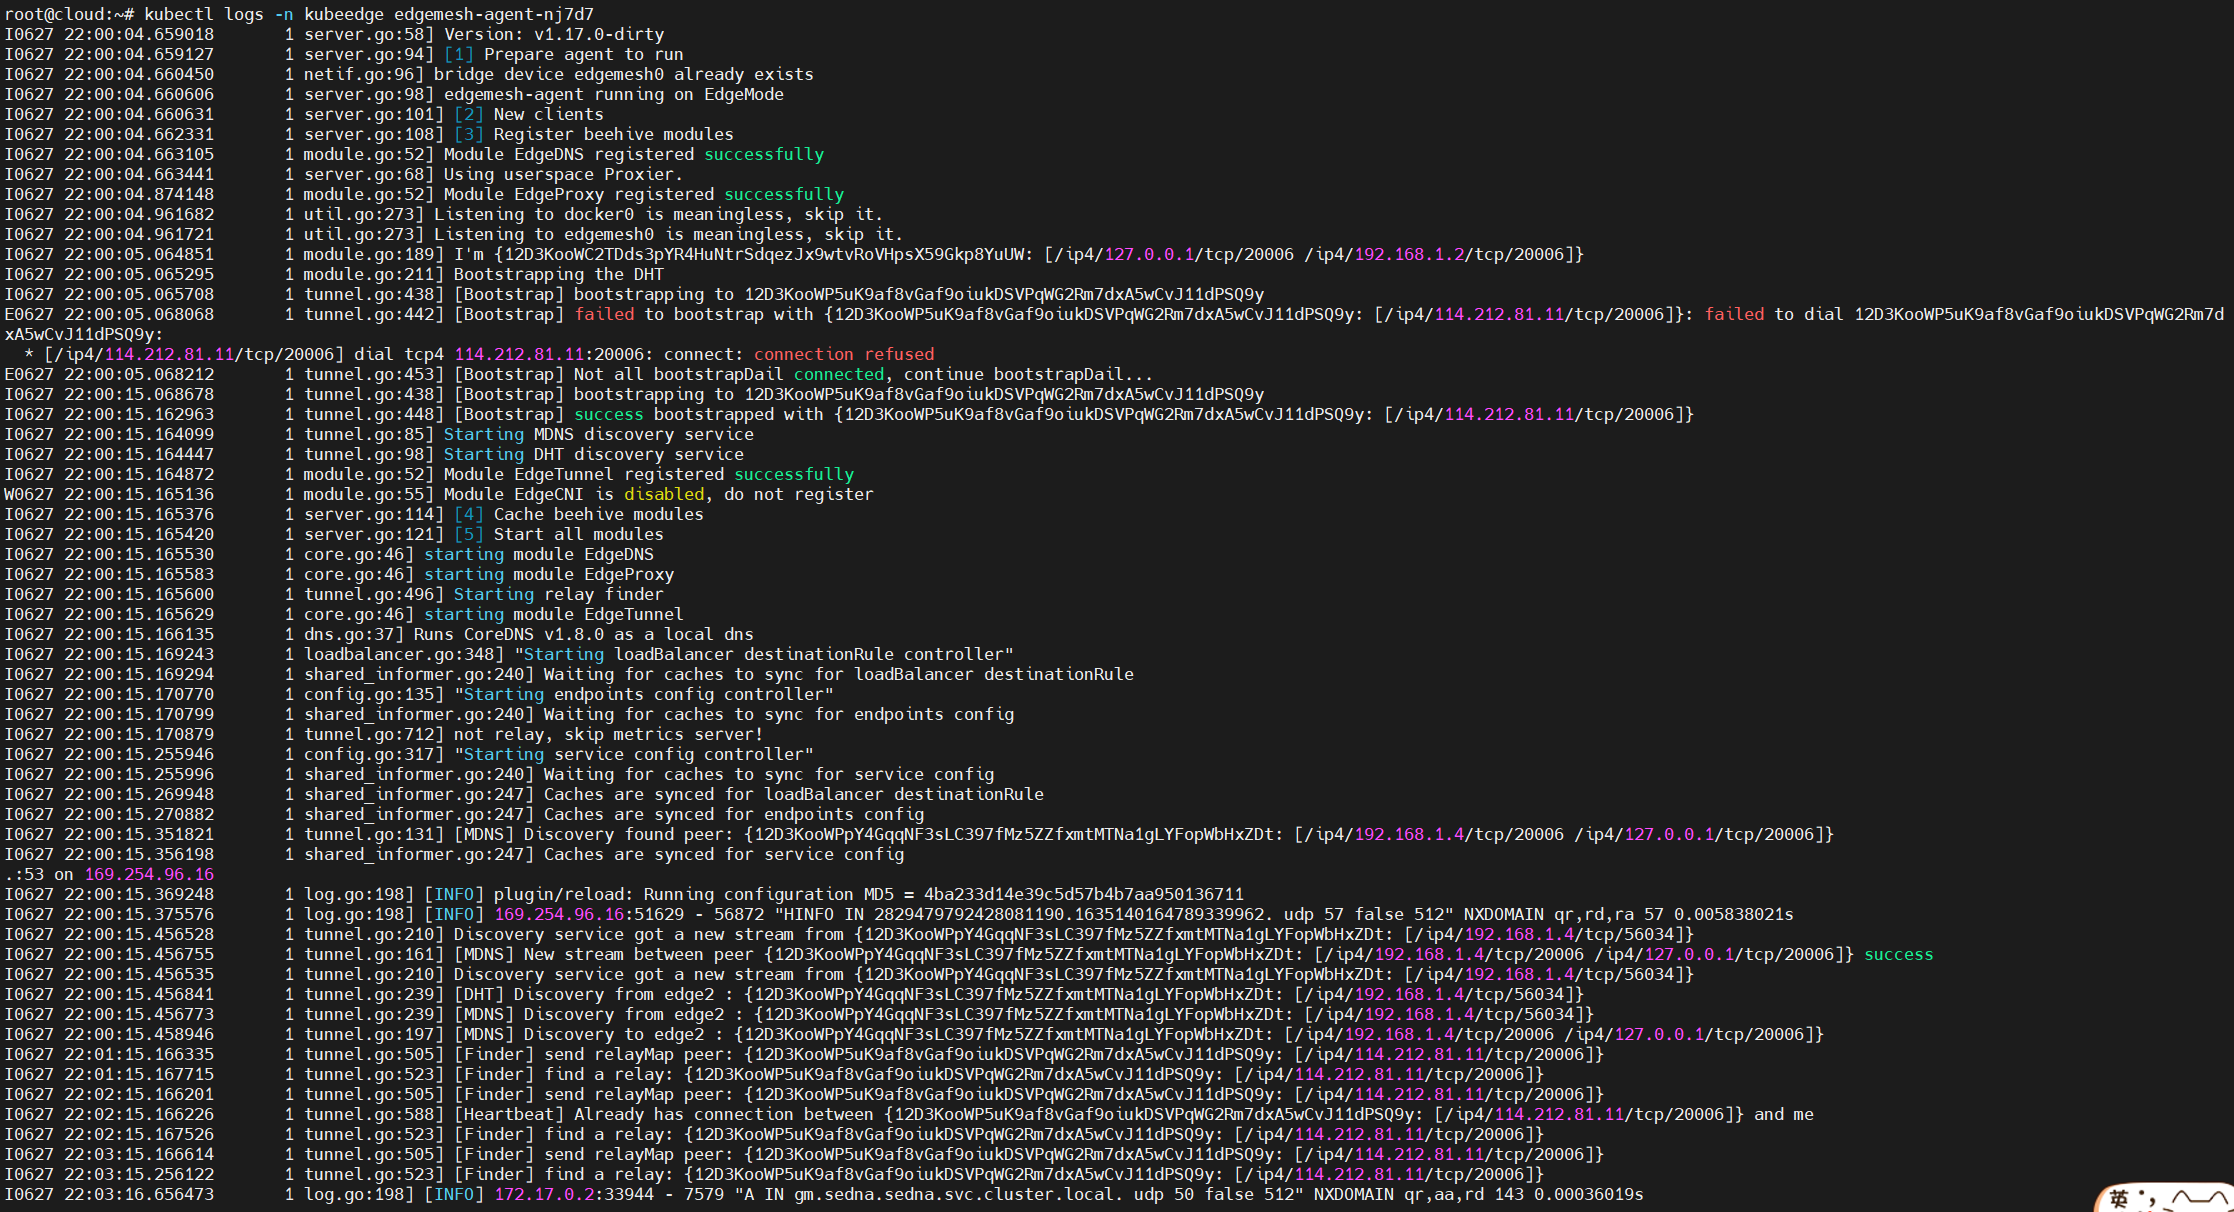 root@cloud:~# kubectl logs -n kubeedge edgemesh-agent-nj7d7
I0627 22:00:04.659018       1 server.go:58] Version: v1.17.0-dirty
I0627 22:00:04.659127       1 server.go:94] [1] Prepare agent to run
I0627 22:00:04.660450       1 netif.go:96] bridge device edgemesh0 already exists
I0627 22:00:04.660606       1 server.go:98] edgemesh-agent running on EdgeMode
I0627 22:00:04.660631       1 server.go:101] [2] New clients
I0627 22:00:04.662331       1 server.go:108] [3] Register beehive modules
I0627 22:00:04.663105       1 module.go:52] Module EdgeDNS registered successfully
I0627 22:00:04.663441       1 server.go:68] Using userspace Proxier.
I0627 22:00:04.874148       1 module.go:52] Module EdgeProxy registered successfully
I0627 22:00:04.961682       1 util.go:273] Listening to docker0 is meaningless, skip it.
I0627 22:00:04.961721       1 util.go:273] Listening to edgemesh0 is meaningless, skip it.
I0627 22:00:05.064851       1 module.go:189] I'm {12D3KooWC2TDds3pYR4HuNtrSdqezJx9wtvRoVHpsX59Gkp8YuUW: [/ip4/127.0.0.1/tcp/20006 /ip4/192.168.1.2/tcp/20006]}
I0627 22:00:05.065295       1 module.go:211] Bootstrapping the DHT
I0627 22:00:05.065708       1 tunnel.go:438] [Bootstrap] bootstrapping to 12D3KooWP5uK9af8vGaf9oiukDSVPqWG2Rm7dxA5wCvJ11dPSQ9y
E0627 22:00:05.068068       1 tunnel.go:442] [Bootstrap] failed to bootstrap with {12D3KooWP5uK9af8vGaf9oiukDSVPqWG2Rm7dxA5wCvJ11dPSQ9y: [/ip4/114.212.81.11/tcp/20006]}: failed to dial 12D3KooWP5uK9af8vGaf9oiukDSVPqWG2Rm7d
xA5wCvJ11dPSQ9y:
  * [/ip4/114.212.81.11/tcp/20006] dial tcp4 114.212.81.11:20006: connect: connection refused
E0627 22:00:05.068212       1 tunnel.go:453] [Bootstrap] Not all bootstrapDail connected, continue bootstrapDail...
I0627 22:00:15.068678       1 tunnel.go:438] [Bootstrap] bootstrapping to 12D3KooWP5uK9af8vGaf9oiukDSVPqWG2Rm7dxA5wCvJ11dPSQ9y
I0627 22:00:15.162963       1 tunnel.go:448] [Bootstrap] success bootstrapped with {12D3KooWP5uK9af8vGaf9oiukDSVPqWG2Rm7dxA5wCvJ11dPSQ9y: [/ip4/114.212.81.11/tcp/20006]}
I0627 22:00:15.164099       1 tunnel.go:85] Starting MDNS discovery service
I0627 22:00:15.164447       1 tunnel.go:98] Starting DHT discovery service
I0627 22:00:15.164872       1 module.go:52] Module EdgeTunnel registered successfully
W0627 22:00:15.165136       1 module.go:55] Module EdgeCNI is disabled, do not register
I0627 22:00:15.165376       1 server.go:114] [4] Cache beehive modules
I0627 22:00:15.165420       1 server.go:121] [5] Start all modules
I0627 22:00:15.165530       1 core.go:46] starting module EdgeDNS
I0627 22:00:15.165583       1 core.go:46] starting module EdgeProxy
I0627 22:00:15.165600       1 tunnel.go:496] Starting relay finder
I0627 22:00:15.165629       1 core.go:46] starting module EdgeTunnel
I0627 22:00:15.166135       1 dns.go:37] Runs CoreDNS v1.8.0 as a local dns
I0627 22:00:15.169243       1 loadbalancer.go:348] "Starting loadBalancer destinationRule controller"
I0627 22:00:15.169294       1 shared_informer.go:240] Waiting for caches to sync for loadBalancer destinationRule
I0627 22:00:15.170770       1 config.go:135] "Starting endpoints config controller"
I0627 22:00:15.170799       1 shared_informer.go:240] Waiting for caches to sync for endpoints config
I0627 22:00:15.170879       1 tunnel.go:712] not relay, skip metrics server!
I0627 22:00:15.255946       1 config.go:317] "Starting service config controller"
I0627 22:00:15.255996       1 shared_informer.go:240] Waiting for caches to sync for service config
I0627 22:00:15.269948       1 shared_informer.go:247] Caches are synced for loadBalancer destinationRule
I0627 22:00:15.270882       1 shared_informer.go:247] Caches are synced for endpoints config
I0627 22:00:15.351821       1 tunnel.go:131] [MDNS] Discovery found peer: {12D3KooWPpY4GqqNF3sLC397fMz5ZZfxmtMTNa1gLYFopWbHxZDt: [/ip4/192.168.1.4/tcp/20006 /ip4/127.0.0.1/tcp/20006]}
I0627 22:00:15.356198       1 shared_informer.go:247] Caches are synced for service config
.:53 on 169.254.96.16
I0627 22:00:15.369248       1 log.go:198] [INFO] plugin/reload: Running configuration MD5 = 4ba233d14e39c5d57b4b7aa950136711
I0627 22:00:15.375576       1 log.go:198] [INFO] 169.254.96.16:51629 - 56872 "HINFO IN 2829479792428081190.1635140164789339962. udp 57 false 512" NXDOMAIN qr,rd,ra 57 0.005838021s
I0627 22:00:15.456528       1 tunnel.go:210] Discovery service got a new stream from {12D3KooWPpY4GqqNF3sLC397fMz5ZZfxmtMTNa1gLYFopWbHxZDt: [/ip4/192.168.1.4/tcp/56034]}
I0627 22:00:15.456755       1 tunnel.go:161] [MDNS] New stream between peer {12D3KooWPpY4GqqNF3sLC397fMz5ZZfxmtMTNa1gLYFopWbHxZDt: [/ip4/192.168.1.4/tcp/20006 /ip4/127.0.0.1/tcp/20006]} success
I0627 22:00:15.456535       1 tunnel.go:210] Discovery service got a new stream from {12D3KooWPpY4GqqNF3sLC397fMz5ZZfxmtMTNa1gLYFopWbHxZDt: [/ip4/192.168.1.4/tcp/56034]}
I0627 22:00:15.456841       1 tunnel.go:239] [DHT] Discovery from edge2 : {12D3KooWPpY4GqqNF3sLC397fMz5ZZfxmtMTNa1gLYFopWbHxZDt: [/ip4/192.168.1.4/tcp/56034]}
I0627 22:00:15.456773       1 tunnel.go:239] [MDNS] Discovery from edge2 : {12D3KooWPpY4GqqNF3sLC397fMz5ZZfxmtMTNa1gLYFopWbHxZDt: [/ip4/192.168.1.4/tcp/56034]}
I0627 22:00:15.458946       1 tunnel.go:197] [MDNS] Discovery to edge2 : {12D3KooWPpY4GqqNF3sLC397fMz5ZZfxmtMTNa1gLYFopWbHxZDt: [/ip4/192.168.1.4/tcp/20006 /ip4/127.0.0.1/tcp/20006]}
I0627 22:01:15.166335       1 tunnel.go:505] [Finder] send relayMap peer: {12D3KooWP5uK9af8vGaf9oiukDSVPqWG2Rm7dxA5wCvJ11dPSQ9y: [/ip4/114.212.81.11/tcp/20006]}
I0627 22:01:15.167715       1 tunnel.go:523] [Finder] find a relay: {12D3KooWP5uK9af8vGaf9oiukDSVPqWG2Rm7dxA5wCvJ11dPSQ9y: [/ip4/114.212.81.11/tcp/20006]}
I0627 22:02:15.166201       1 tunnel.go:505] [Finder] send relayMap peer: {12D3KooWP5uK9af8vGaf9oiukDSVPqWG2Rm7dxA5wCvJ11dPSQ9y: [/ip4/114.212.81.11/tcp/20006]}
I0627 22:02:15.166226       1 tunnel.go:588] [Heartbeat] Already has connection between {12D3KooWP5uK9af8vGaf9oiukDSVPqWG2Rm7dxA5wCvJ11dPSQ9y: [/ip4/114.212.81.11/tcp/20006]} and me
I0627 22:02:15.167526       1 tunnel.go:523] [Finder] find a relay: {12D3KooWP5uK9af8vGaf9oiukDSVPqWG2Rm7dxA5wCvJ11dPSQ9y: [/ip4/114.212.81.11/tcp/20006]}
I0627 22:03:15.166614       1 tunnel.go:505] [Finder] send relayMap peer: {12D3KooWP5uK9af8vGaf9oiukDSVPqWG2Rm7dxA5wCvJ11dPSQ9y: [/ip4/114.212.81.11/tcp/20006]}
I0627 22:03:15.256122       1 tunnel.go:523] [Finder] find a relay: {12D3KooWP5uK9af8vGaf9oiukDSVPqWG2Rm7dxA5wCvJ11dPSQ9y: [/ip4/114.212.81.11/tcp/20006]}
I0627 22:03:16.656473       1 log.go:198] [INFO] 172.17.0.2:33944 - 7579 "A IN gm.sedna.sedna.svc.cluster.local. udp 50 false 512" NXDOMAIN qr,aa,rd 143 0.00036019s
英